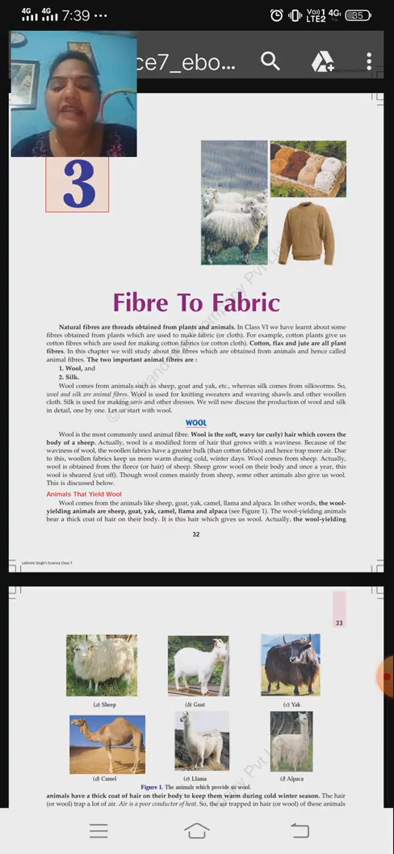 4G 4G 7:39 ... Vo) 1 4G LTE2 35
ce7_ebo...
3
Fibre To Fabric
Natural fibres are threads obtained from plants and animals. In Class VI we have learnt about some
fibres obtained from plants which are used to make fabric (or cloth). For example, cotton plants give us
cotton fibres which are used for making cotton fabrics (or cotton cloth). Cotton, flax and jute are all plant
fibres. In this chapter we will study about the fibres which are obtained from animals and hence called
animal fibres. The two important animal fibres are :
1. Wool, and
2. Silk.
Wool comes from animals such as sheep, goat and yak, etc., whereas silk comes from silkworms. So,
wool and silk are animal fibres. Wool is used for knitting sweaters and weaving shawls and other woollen
cloth. Silk is used for making saris and other dresses. We will now discuss the production of wool and silk
in detail, one by one. Let us start with wool.
WOOL
Wool is the most commonly used animal fibre. Wool is the soft, wavy (or curly) hair which covers the
body of a sheep. Actually, wool is a modified form of hair that grows with a waviness. Because of the
waviness of wool, the woollen fabrics have a greater bulk (than cotton fabrics) and hence trap more air. Due
to this, woollen fabrics keep us more warm during cold, winter days. Wool comes from sheep. Actually,
wool is obtained from the fleece (or hair) of sheep. Sheep grow wool on their body and once a year, this
wool is sheared (cut off). Though wool comes mainly from sheep, some other animals also give us wool.
This is discussed below.
Animals That Yield Wool
Wool comes from the animals like sheep, goat, yak, camel, llama and alpaca. In other words, the wool-
yielding animals are sheep, goat, yak, camel, llama and alpaca (see Figure 1). The wool-yielding animals
bear a thick coat of hair on their body. It is this hair which gives us wool. Actually, the wool-yielding
32
Lakhmir Singh's Science Class 7
33
(a) Sheep (b) Goat (c) Yak
(d) Camel (e) Llama (f) Alpaca
Figure 1. The animals which provide us wool.
animals have a thick coat of hair on their body to keep them warm during cold winter season. The hair
(or wool) trap a lot of air. Air is a poor conductor of heat. So, the air trapped in hair (or wool) of these animals